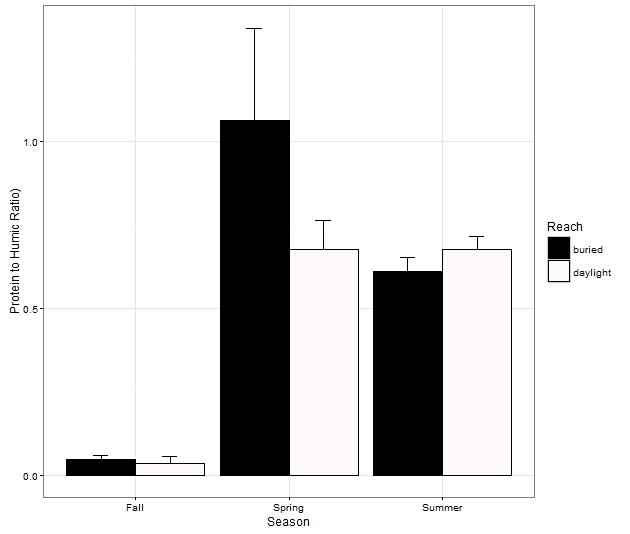 Protein to Humic Ratio)
1.0
0.5
0.0
Fall
Spring
Summer
Season
Reach
buried
daylight